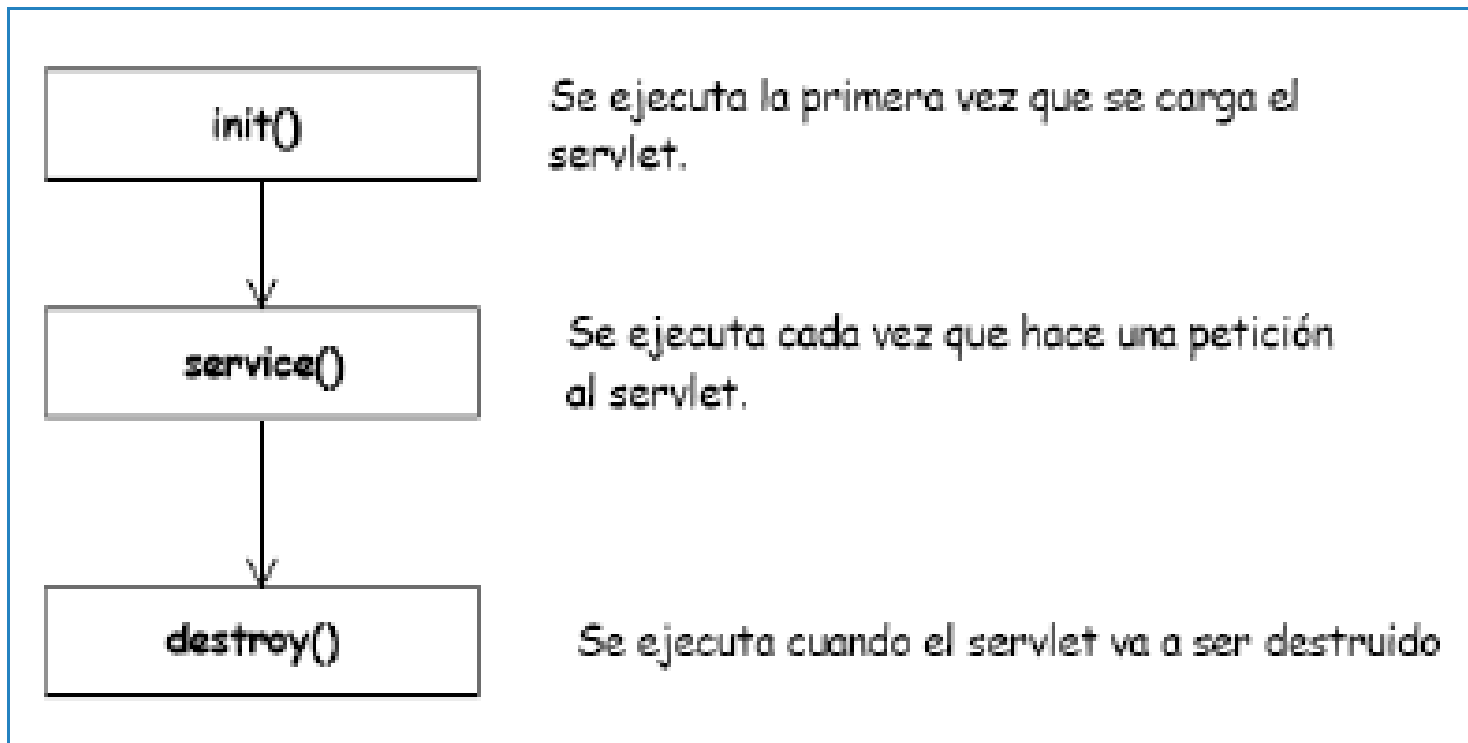 init()
Se ejecuta la primera vez que se carga el
servlet.
service()
Se ejecuta cada vez que hace una petición
al servlet.
destroy()
Se ejecuta cuando el servlet va a ser destruido